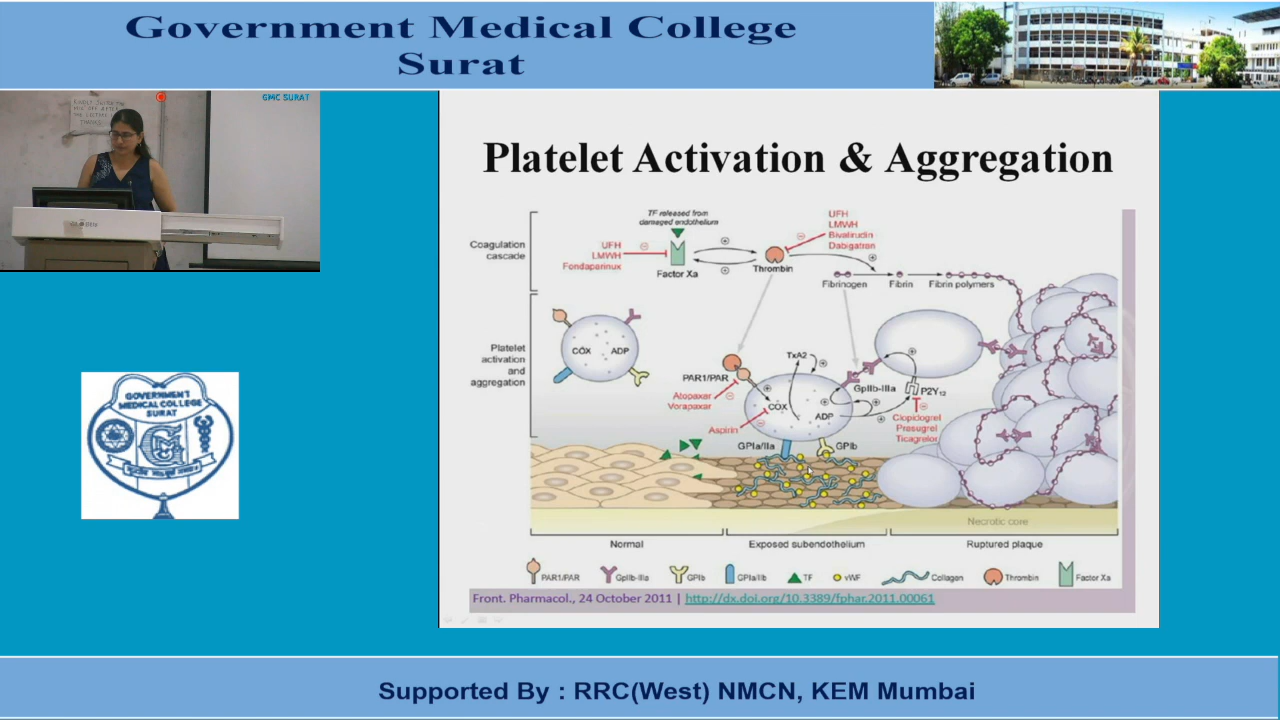 Government Medical College
Surat
GMC SURAT
Platelet Activation & Aggregation
TF released from
damaged endothelium
Coagulation
cascade
UFH
LMWH
Fondaparinux
Factor Xa
Thrombin
UFH
LMWH
Bivalirudin
Dabigatran
Fibrinogen
Fibrin
Fibrin polymers
Platelet
activation
and
aggregation
COX
ADP
TxA2
PAR1/PAR
Atopaxar
Vorapaxar
GpIIb-IIIa
P2Y12
COX
ADP
Aspirin
Clopidogrel
Prasugrel
Ticagrelor
GPIa/IIa
GPIb
Necrotic core
Normal
Exposed subendothelium
Ruptured plaque
PAR1/PAR
GpIIb-IIIa
GPIb
GPIa/IIb
TF
vWF
Collagen
Thrombin
Factor Xa
Front. Pharmacol., 24 October 2011 | http://dx.doi.org/10.3389/fphar.2011.00061
GOVERNMENT
MEDICAL COLLEGE
SURAT
Supported By : RRC(West) NMCN, KEM Mumbai